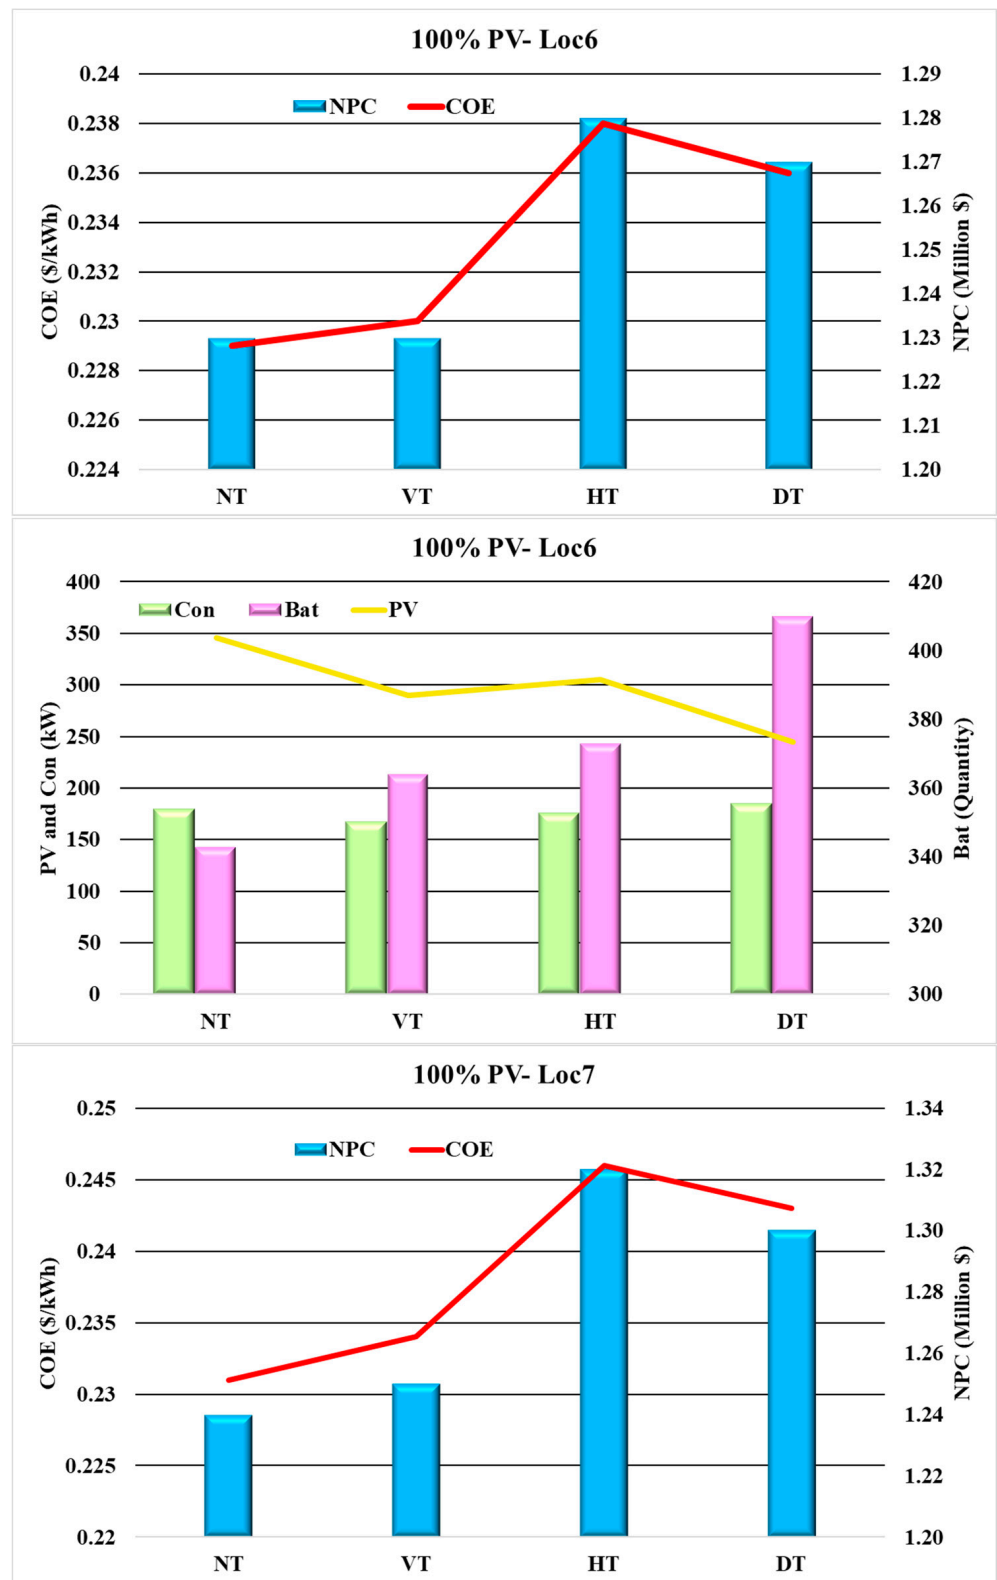 100% PV- Loc6
0.24 1.29
NPC COE
0.238 1.28
0.236 1.27
0.234 1.26
1.25
0.232
1.24
0.23 1.23
0.228 1.22
0.226 1.21
0.224 1.20
COE ($/kWh)
NPC (Million $)
NT VT HT DT
100% PV- Loc6
400 420
Con Bat PV
350 400
300
380
250
200 360
150 340
100
320
50
0 300
PV and Con (kW)
Bat (Quantity)
NT VT HT DT
100% PV- Loc7
0.25 1.34
NPC COE
0.245 1.32
1.30
0.24
1.28
0.235 1.26
0.23 1.24
0.225 1.22
0.22 1.20
COE ($/kWh)
NPC (Million $)
NT VT HT DT